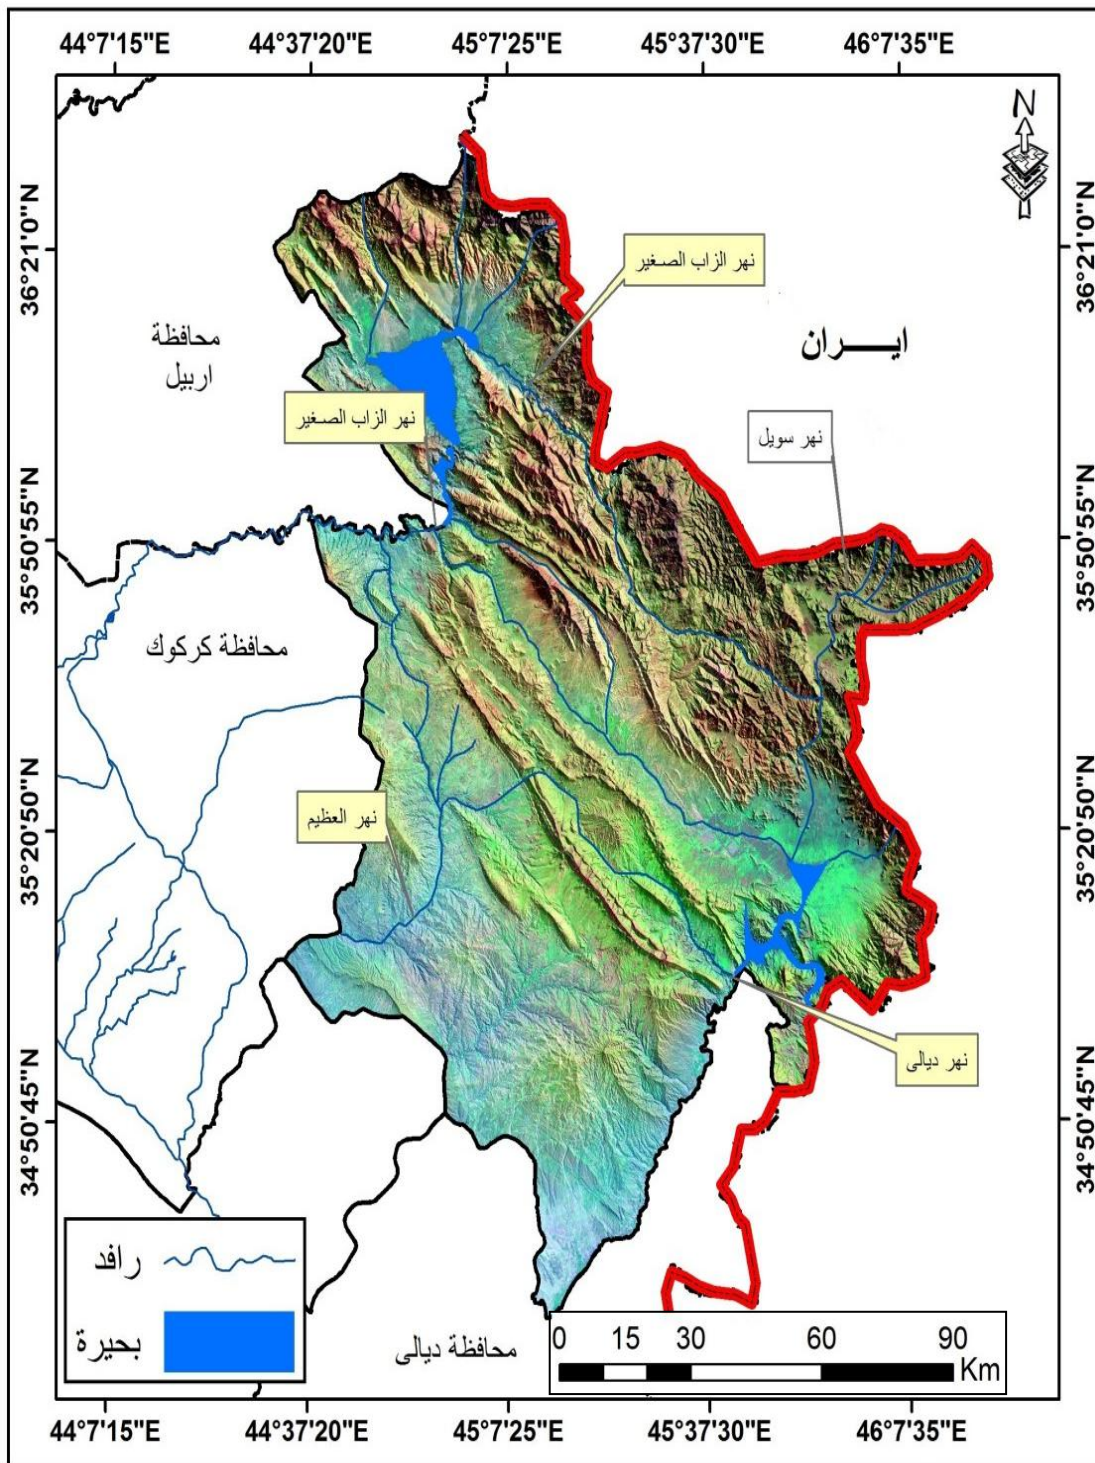 44°7'15"E 44°37'20"E 45°7'25"E 45°37'30"E 46°7'35"E
N
36°21'0"N
36°21'0"N
نهر الزاب الصغير
ايـــران
محافظة
اربيل
نهر الزاب الصغير
نهر سويل
35°50'55"N
35°50'55"N
محافظة كركوك
35°20'50"N
35°20'50"N
نهر العظيم
نهر ديالى
34°50'45"N
34°50'45"N
رافد
بحيرة
محافظة ديالى
0 15 30 60 90
Km
44°7'15"E 44°37'20"E 45°7'25"E 45°37'30"E 46°7'35"E